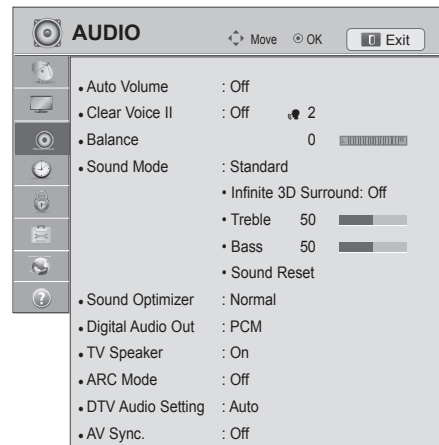 AUDIO Move OK Exit
• Auto Volume : Off
• Clear Voice II : Off 2
• Balance 0
• Sound Mode : Standard
• Infinite 3D Surround: Off
• Treble 50
• Bass 50
• Sound Reset
• Sound Optimizer : Normal
• Digital Audio Out : PCM
• TV Speaker : On
• ARC Mode : Off
• DTV Audio Setting : Auto
• AV Sync. : Off